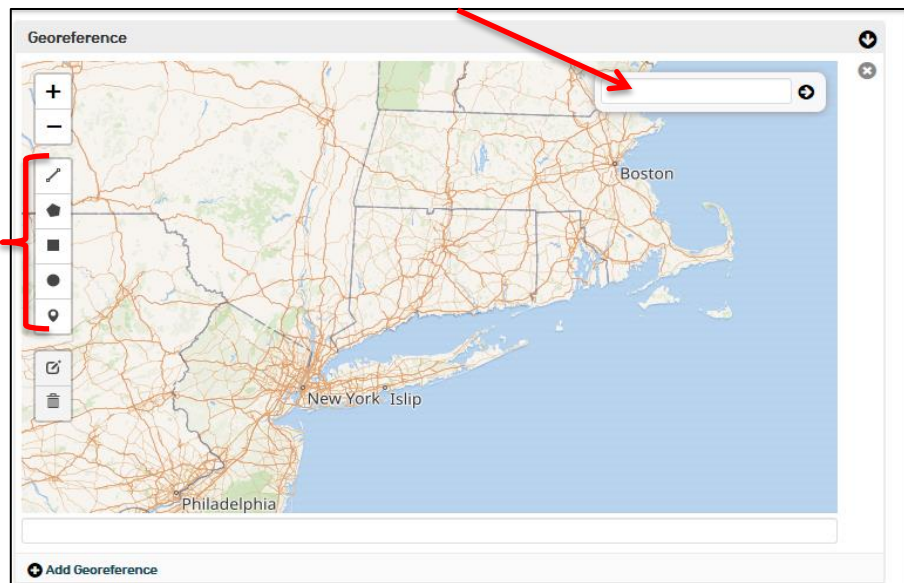 Georeference
+
−
Boston
New York
Islip
Philadelphia
Add Georeference